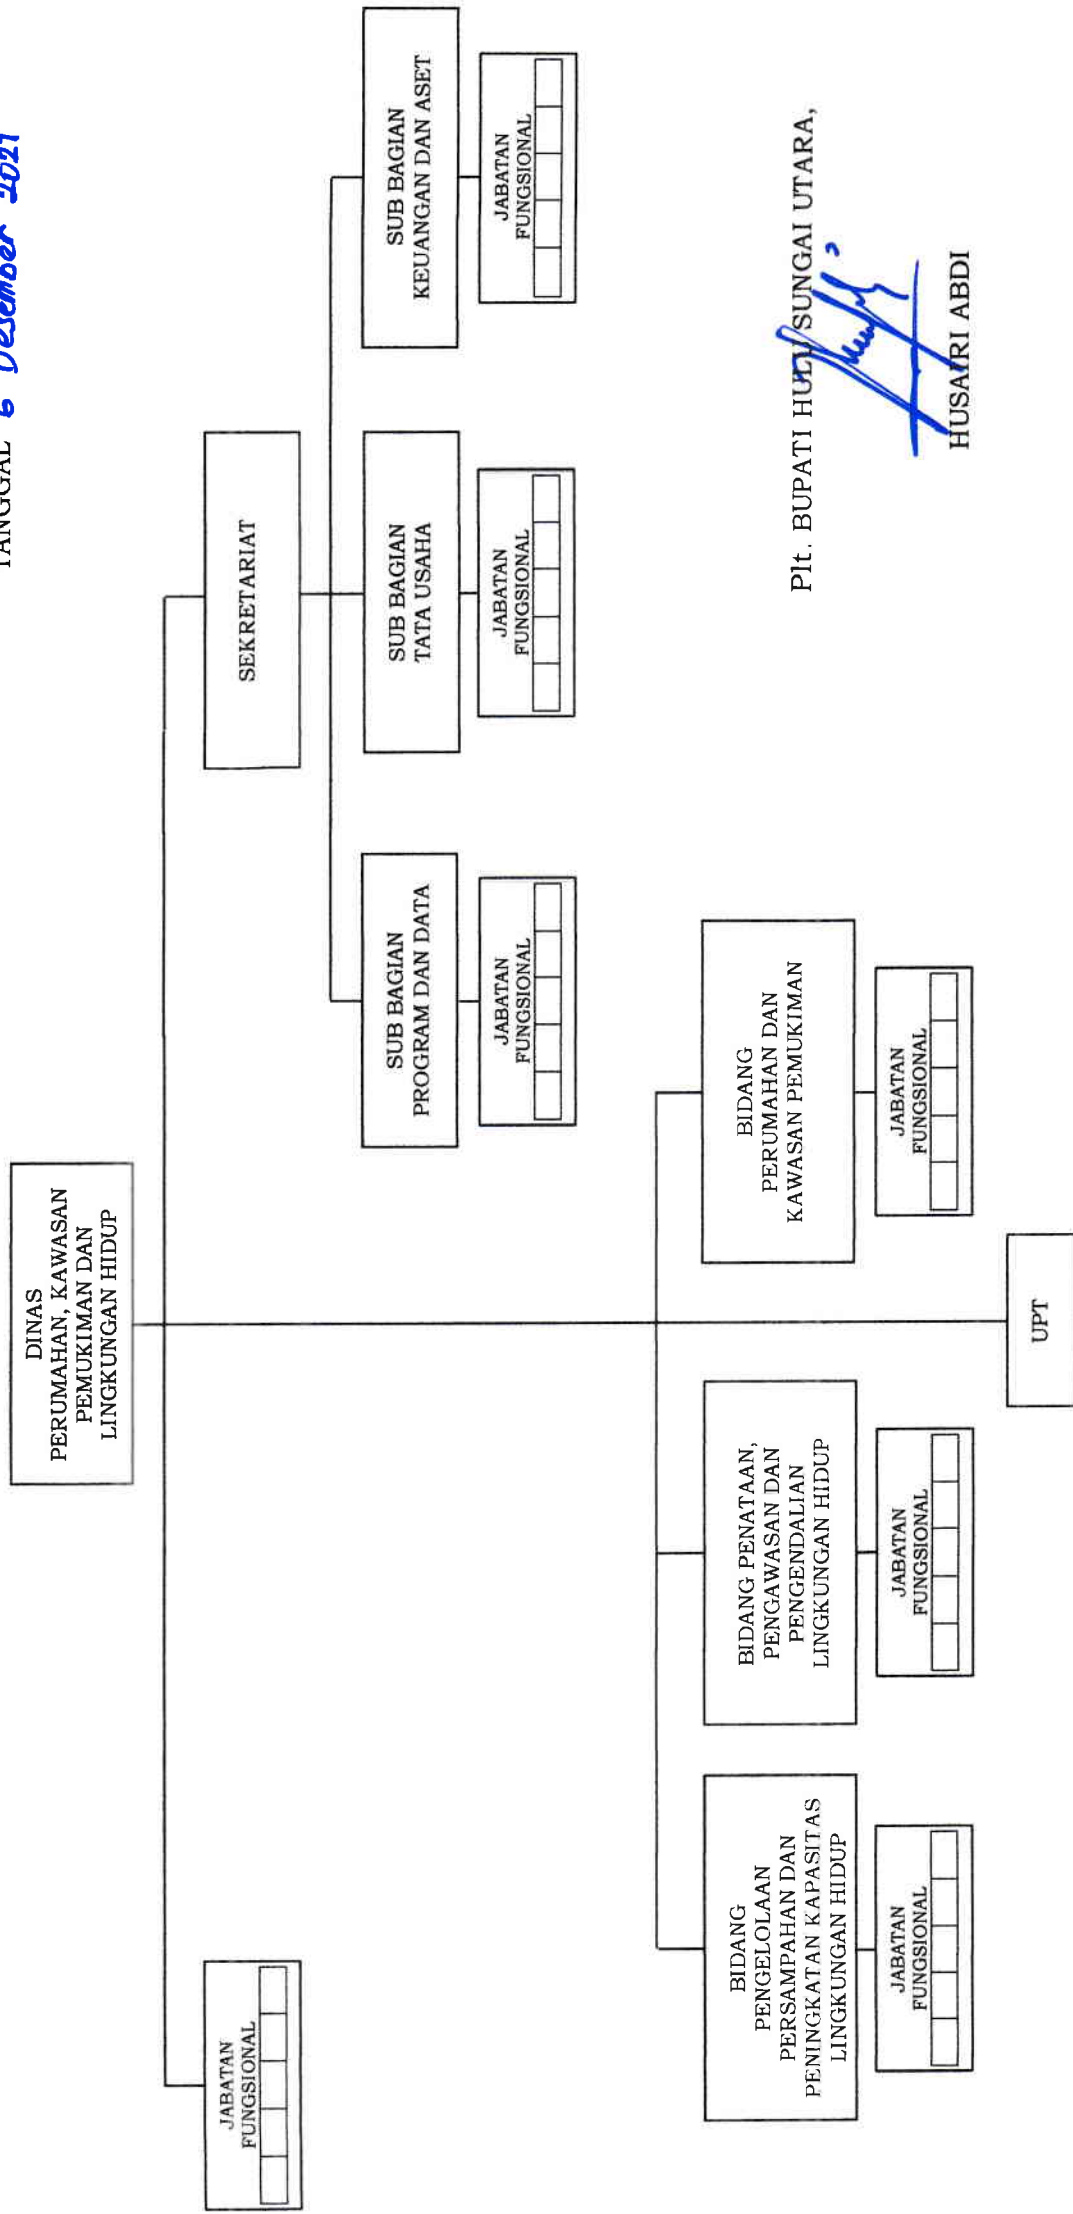 TANGGAL 6 Desember 2021
DINAS
PERUMAHAN, KAWASAN
PEMUKIMAN DAN
LINGKUNGAN HIDUP
JABATAN
FUNGSIONAL
SEKRETARIAT
SUB BAGIAN
PROGRAM DAN DATA
SUB BAGIAN
TATA USAHA
SUB BAGIAN
KEUANGAN DAN ASET
JABATAN
FUNGSIONAL
JABATAN
FUNGSIONAL
JABATAN
FUNGSIONAL
BIDANG
PENGELOLAAN
PERSAMPAHAN DAN
PENINGKATAN KAPASITAS
LINGKUNGAN HIDUP
BIDANG PENATAAN,
PENGAWASAN DAN
PENGENDALIAN
LINGKUNGAN HIDUP
BIDANG
PERUMAHAN DAN
KAWASAN PEMUKIMAN
JABATAN
FUNGSIONAL
JABATAN
FUNGSIONAL
JABATAN
FUNGSIONAL
UPT
Plt. BUPATI HULU SUNGAI UTARA,
HUSAIRI ABDI